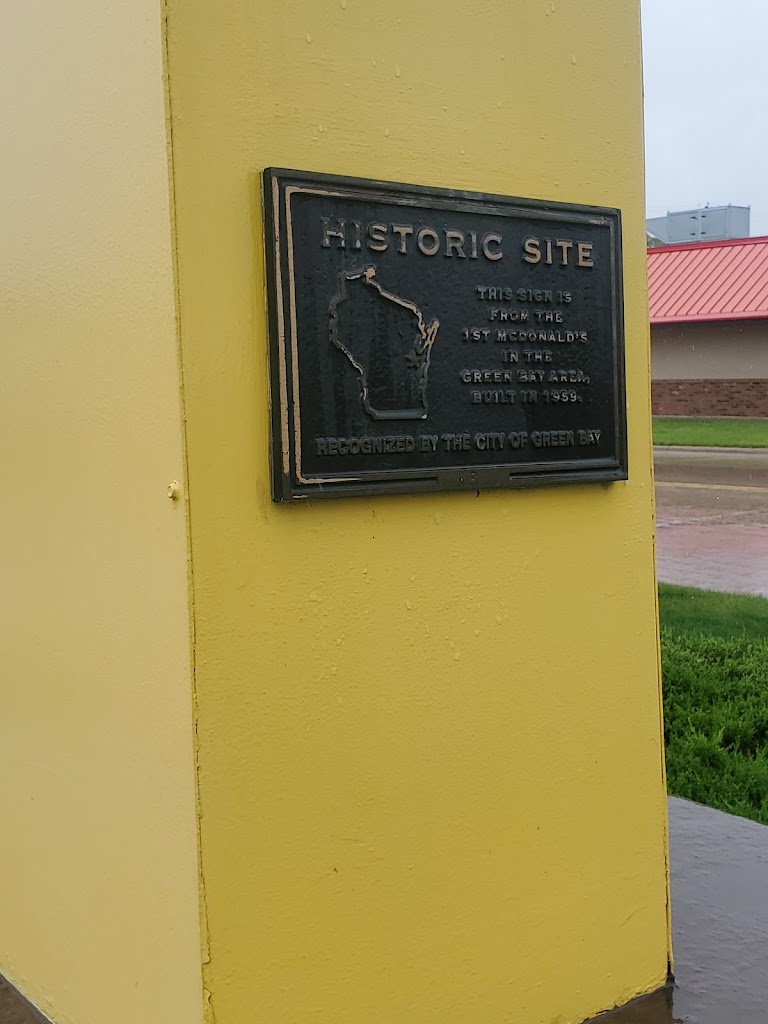 HISTORIC SITE
THIS SIGN IS
FROM THE
1ST MCDONALD'S
IN THE
GREEN BAY AREA,
BUILT IN 1959.
RECOGNIZED BY THE CITY OF GREEN BAY